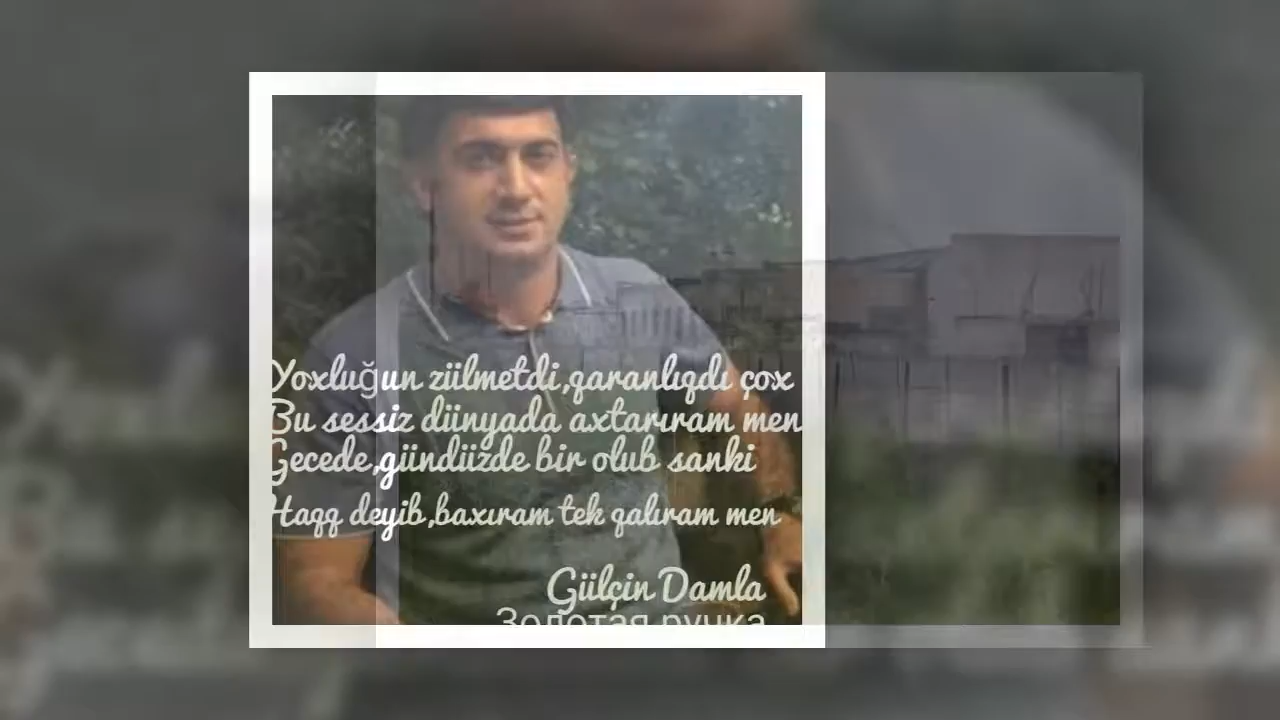 Yoxluğun zülmetdi,qaranlıqdı çox
Bu sessiz dünyada axtarıram men
Gecede,gündüzde bir olub sanki
Haqq deyib,baxıram tek qalıram men
Gülçin Damla
Золотая ручка